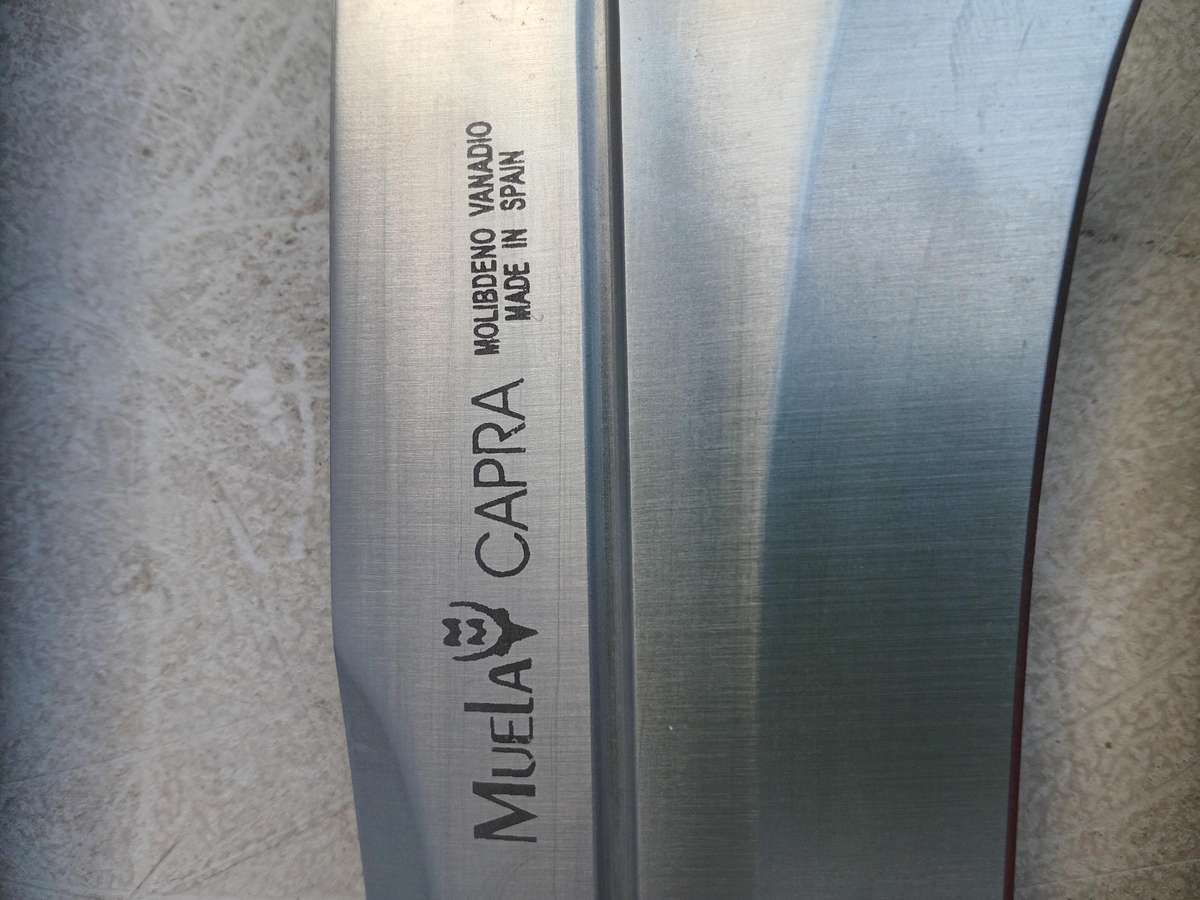 MUELA CAPRA
MOLIBDENO VANADIO
MADE IN SPAIN